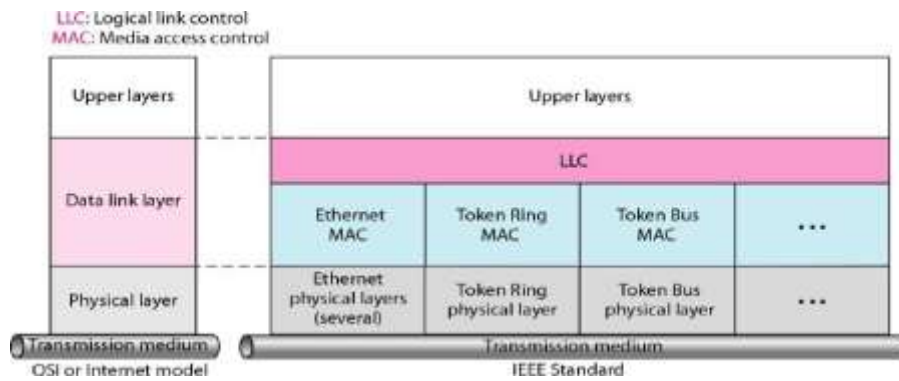 LLC: Logical link control
MAC: Media access control
Upper layers
Upper layers
Data link layer
LLC
Ethernet
MAC
Token Ring
MAC
Token Bus
MAC
...
Physical layer
Ethernet
physical layers
(several)
Token Ring
physical layer
Token Bus
physical layer
...
Transmission medium
Transmission medium
OSI or Internet model
IEEE Standard